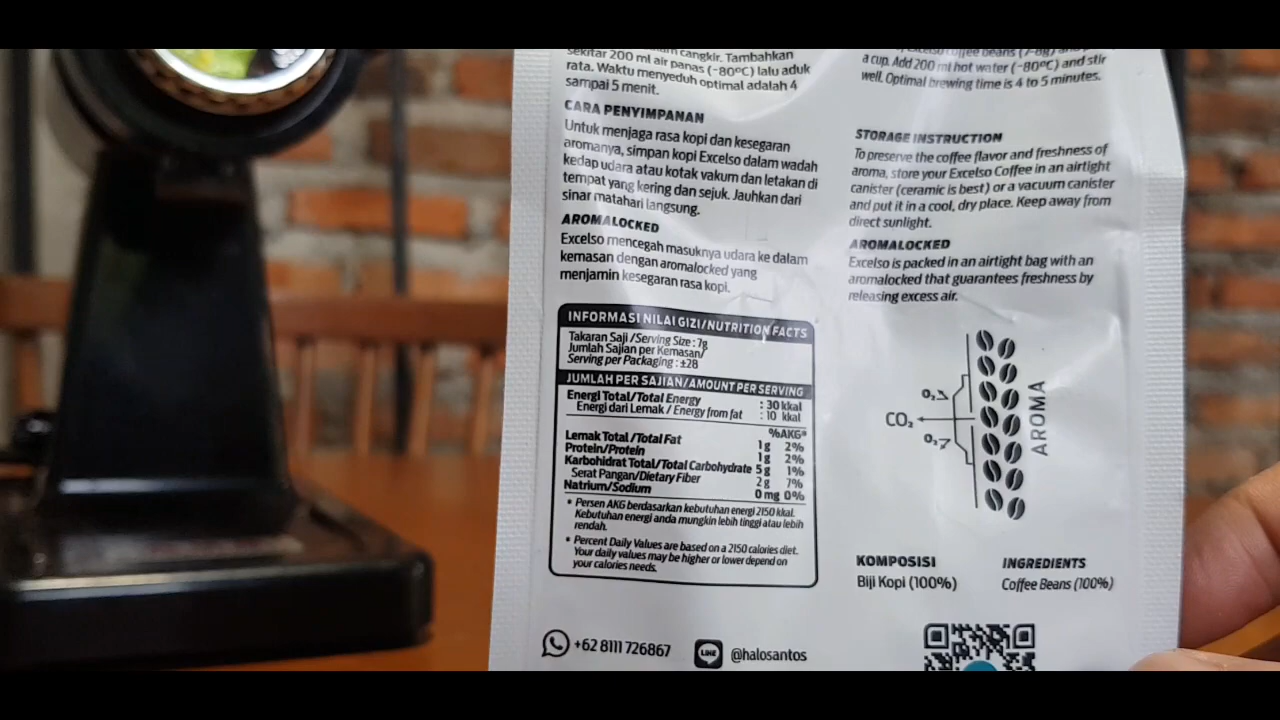 sekitar 200 ml air panas (~80°C) lalu aduk
cangkir. Tambahkan
rata. Waktu menyeduh optimal adalah 4
sampai 5 menit.
CARA PENYIMPANAN
Untuk menjaga rasa kopi dan kesegaran
aromanya, simpan kopi Excelso dalam wadah
kedap udara atau kotak vakum dan letakan di
tempat yang kering dan sejuk. Jauhkan dari
sinar matahari langsung.
AROMALOCKED
Excelso mencegah masuknya udara ke dalam
kemasan dengan aromalocked yang
menjamin kesegaran rasa kopi.
INFORMASI NILAI GIZI/NUTRITION FACTS
Takaran Saji /Serving Size : 7g
Jumlah Sajian per Kemasan/
Serving per Packaging : ±28
JUMLAH PER SAJIAN/AMOUNT PER SERVING
Energi Total/Total Energy : 30 kkal
Energi dari Lemak / Energy from fat : 10 kkal
%AKG*
Lemak Total /Total Fat 1 g 2%
Protein/Protein 1 g 2%
Karbohidrat Total/Total Carbohydrate 5 g 1%
Serat Pangan/Dietary Fiber 2 g 7%
Natrium/Sodium 0 mg 0%
* Persen AKG berdasarkan kebutuhan energi 2150 kkal.
Kebutuhan energi anda mungkin lebih tinggi atau lebih
rendah.
* Percent Daily Values are based on a 2150 calories diet.
Your daily values may be higher or lower depend on
your calories needs.
+62 8111 726867
LINE
@halosantos
coffee beans (7-8g)
a cup. Add 200 ml hot water (~80°C) and stir
well. Optimal brewing time is 4 to 5 minutes.
STORAGE INSTRUCTION
To preserve the coffee flavor and freshness of
aroma, store your Excelso Coffee in an airtight
canister (ceramic is best) or a vacuum canister
and put it in a cool, dry place. Keep away from
direct sunlight.
AROMALOCKED
Excelso is packed in an airtight bag with an
aromalocked that guarantees freshness by
releasing excess air.
O₂
CO₂
O₂
AROMA
KOMPOSISI
Biji Kopi (100%)
INGREDIENTS
Coffee Beans (100%)